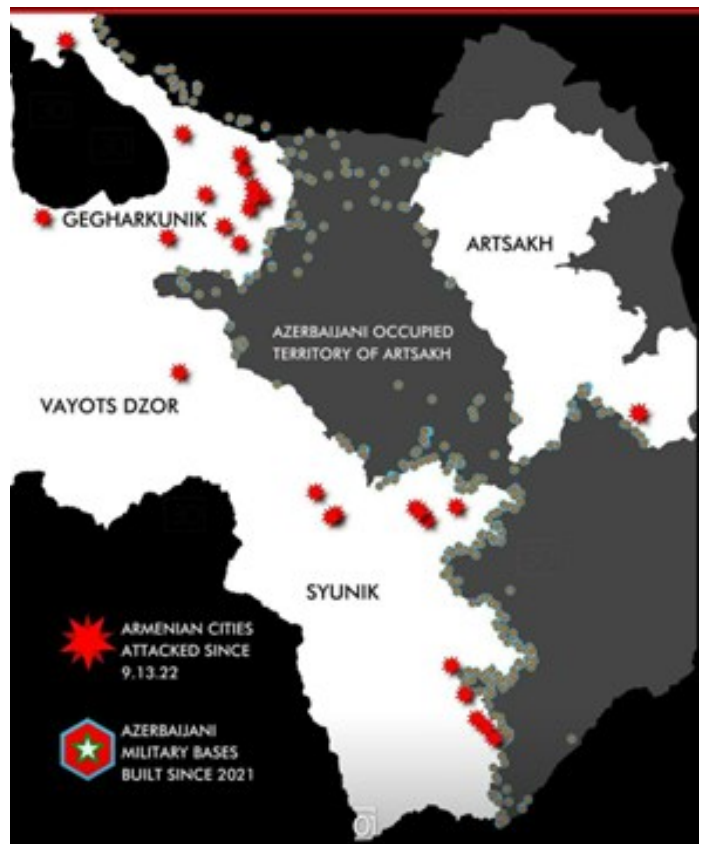 GEGHARKUNIK
ARTSAKH
AZERBAIJANI OCCUPIED
TERRITORY OF ARTSAKH
VAYOTS DZOR
SYUNIK
ARMENIAN CITIES
ATTACKED SINCE
9.13.22
AZERBAIJANI
MILITARY BASES
BUILT SINCE 2021